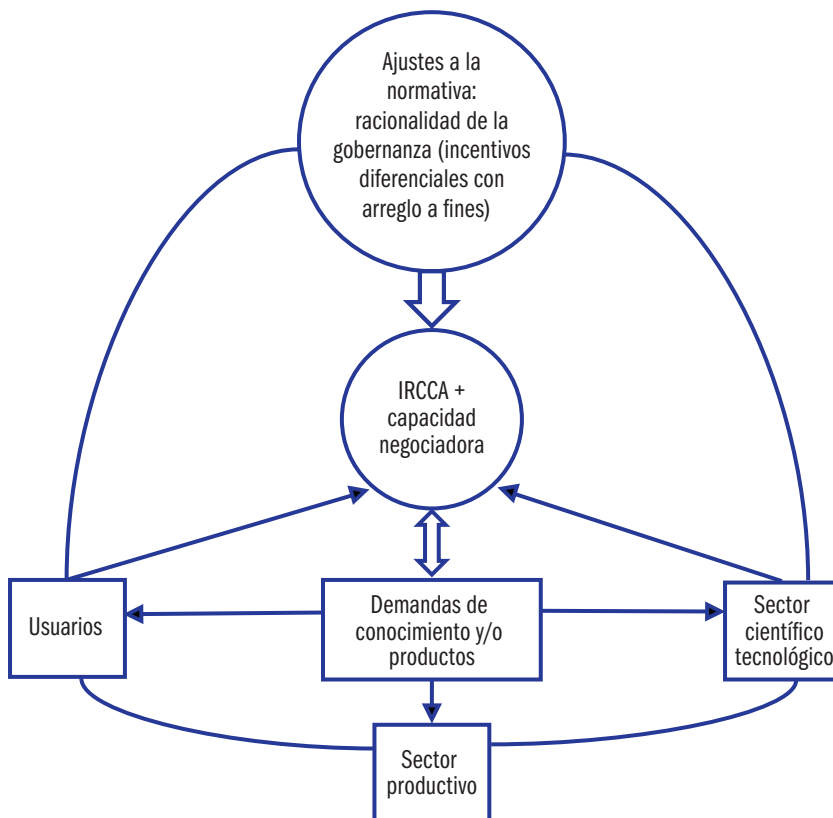 Ajustes a la
normativa:
racionalidad de la
gobernanza (incentivos
diferenciales con
arreglo a fines)
IRCCA +
capacidad
negociadora
Usuarios
Demandas de
conocimiento y/o
productos
Sector
científico
tecnológico
Sector
productivo